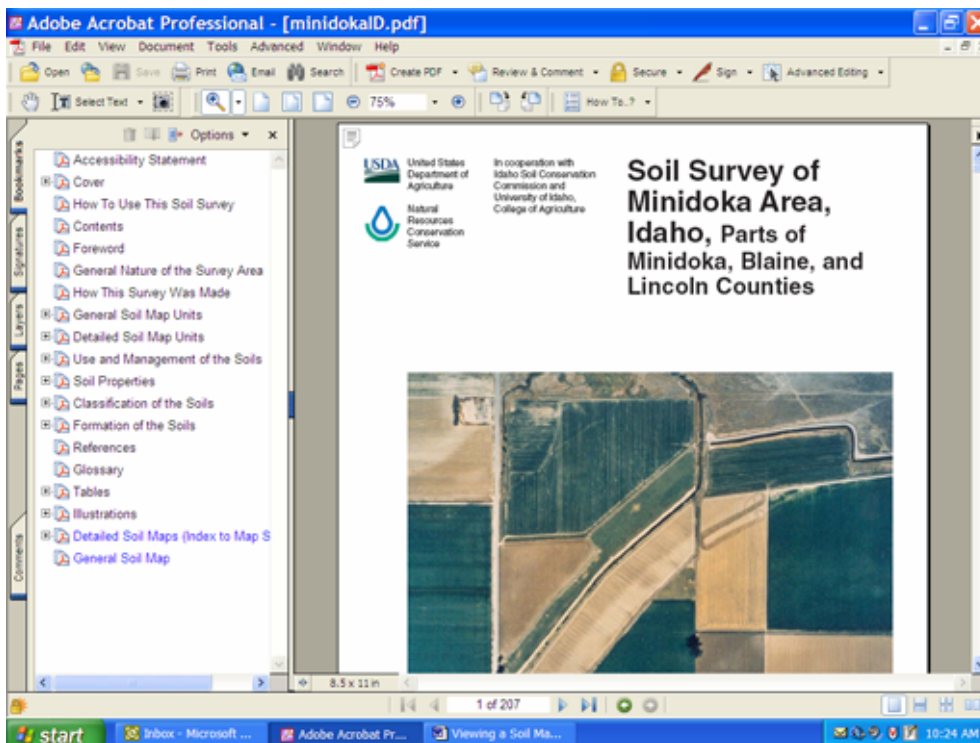 Adobe Acrobat Professional - [minidokaID.pdf]
File Edit View Document Tools Advanced Window Help
Open Save Print Email Search Create PDF Review & Comment Secure Sign Advanced Editing
Select Text 75% How To..?
Options
Bookmarks
Signatures
Layers
Pages
Comments
Accessibility Statement
Cover
How To Use This Soil Survey
Contents
Foreword
General Nature of the Survey Area
How This Survey Was Made
General Soil Map Units
Detailed Soil Map Units
Use and Management of the Soils
Soil Properties
Classification of the Soils
Formation of the Soils
References
Glossary
Tables
Illustrations
Detailed Soil Maps (Index to Map S
General Soil Map
USDA
United States
Department of
Agriculture
Natural
Resources
Conservation
Service
In cooperation with
Idaho Soil Conservation
Commission and
University of Idaho,
College of Agriculture
Soil Survey of
Minidoka Area,
Idaho, Parts of
Minidoka, Blaine, and
Lincoln Counties
8.5 x 11 in
1 of 207
start Inbox - Microsoft ... Adobe Acrobat Pr... Viewing a Soil Ma... 10:24 AM